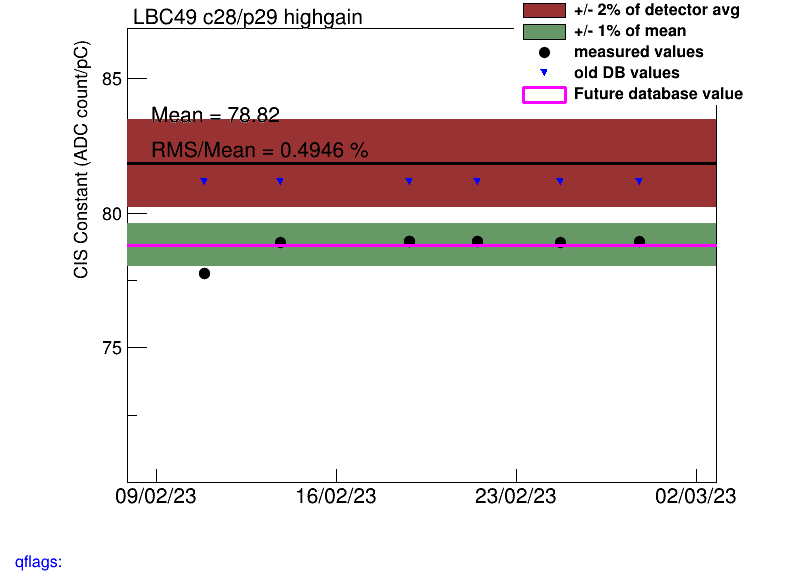 LBC49 c28/p29 highgain
+/- 2% of detector avg
+/- 1% of mean
measured values
old DB values
Future database value
CIS Constant (ADC count/pC)
85
Mean = 78.82
RMS/Mean = 0.4946 %
80
75
09/02/23 16/02/23 23/02/23 02/03/23
qflags: